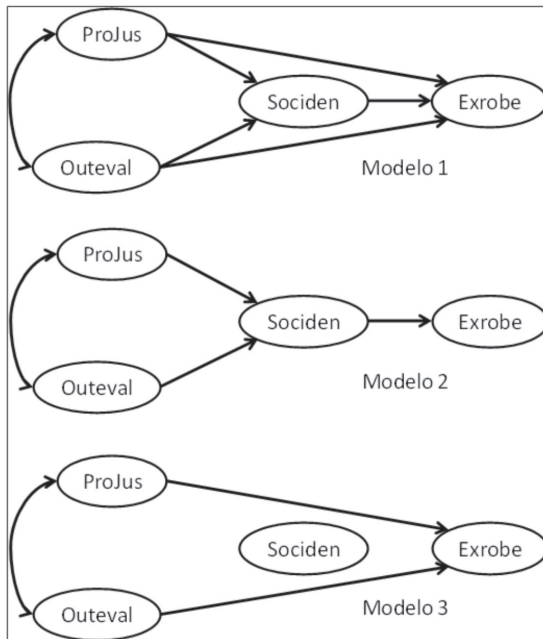 ProJus
Sociden
Exrobe
Outeval
Modelo 1
ProJus
Sociden
Exrobe
Modelo 2
Outeval
ProJus
Sociden
Exrobe
Outeval
Modelo 3